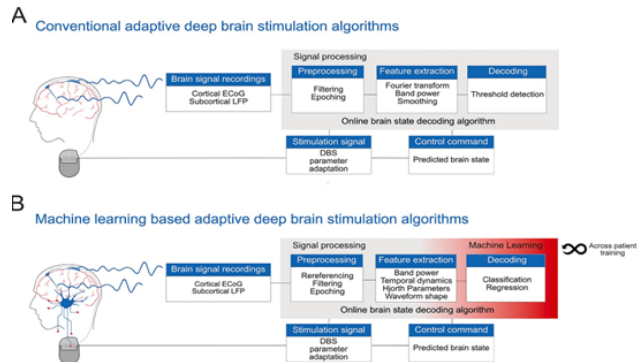 A
Conventional adaptive deep brain stimulation algorithms
Signal processing
Brain signal recordings
Cortical ECoG
Subcortical LFP
Preprocessing
Filtering
Epoching
Feature extraction
Fourier transform
Band power
Smoothing
Decoding
Threshold detection
Online brain state decoding algorithm
Stimulation signal
DBS
parameter
adaptation
Control command
Predicted brain state
B
Machine learning based adaptive deep brain stimulation algorithms
Signal processing
Machine Learning
Across patient
training
Brain signal recordings
Cortical ECoG
Subcortical LFP
Preprocessing
Rereferencing
Filtering
Epoching
Feature extraction
Band power
Temporal dynamics
Hjorth Parameters
Waveform shape
Decoding
Classification
Regression
Online brain state decoding algorithm
Stimulation signal
DBS
parameter
adaptation
Control command
Predicted brain state